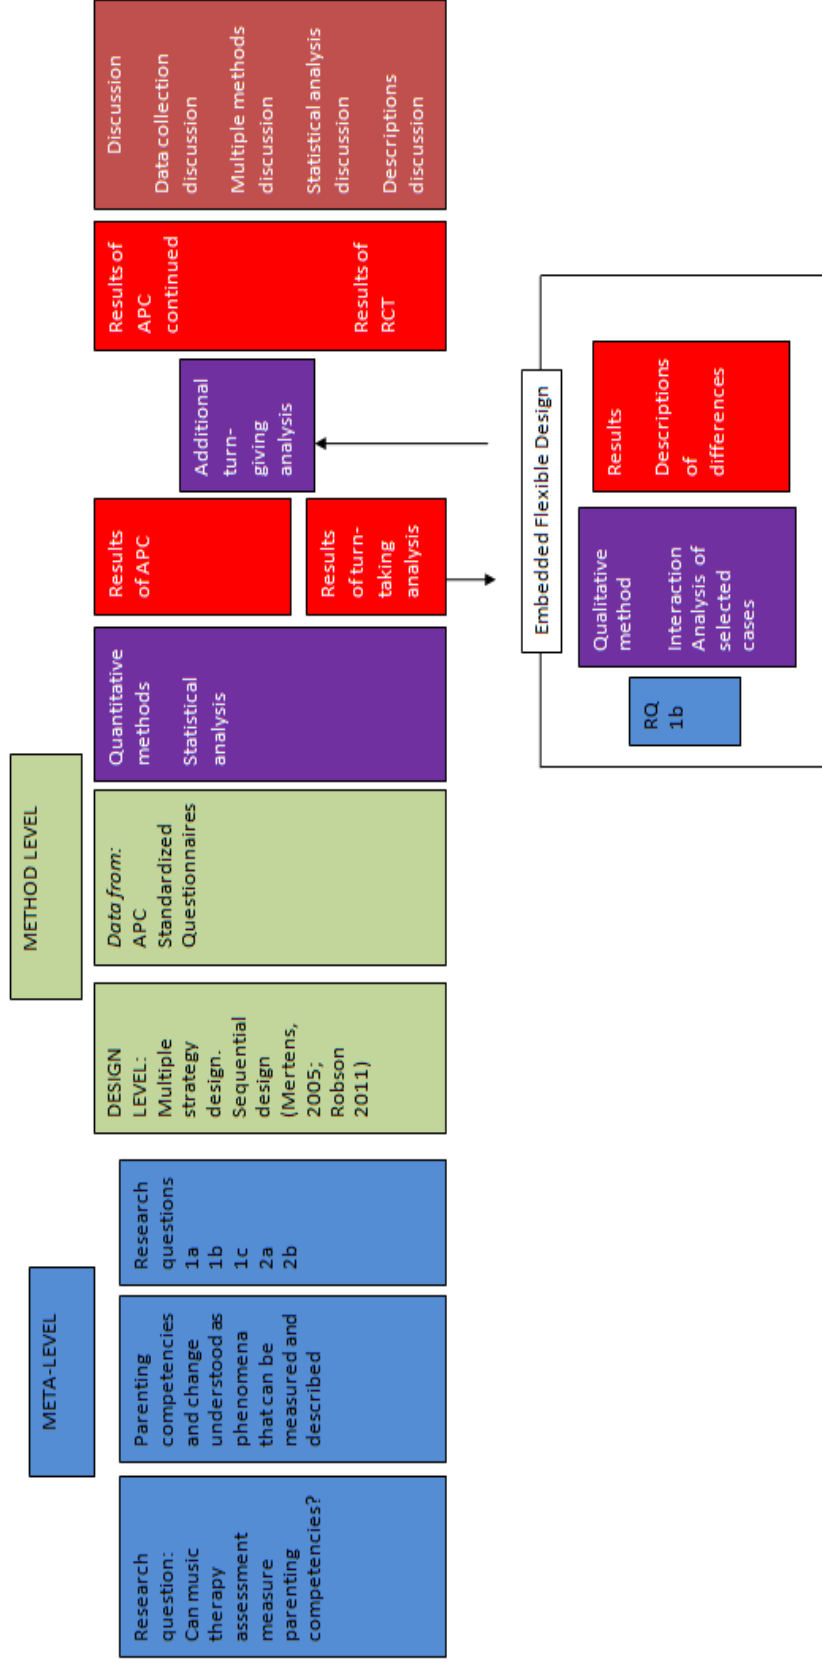 META-LEVEL
METHOD LEVEL
Research
question:
Can music
therapy
assessment
measure
parenting
competencies?
Parenting
competencies
and change
understood as
phenomena
that can be
measured and
described
Research
questions
1a
1b
1c
2a
2b
DESIGN
LEVEL:
Multiple
strategy
design.
Sequential
design
(Mertens,
2005;
Robson
2011)
Data from:
APC
Standardized
Questionnaires
Quantitative
methods
Statistical
analysis
Results
of APC
Results
of turn-
taking
analysis
Additional
turn-
giving
analysis
Results of
APC
continued
Results of
RCT
Discussion
Data collection
discussion
Multiple methods
discussion
Statistical analysis
discussion
Descriptions
discussion
Embedded Flexible Design
RQ
1b
Qualitative
method
Interaction
Analysis of
selected
cases
Results
Descriptions
of
differences